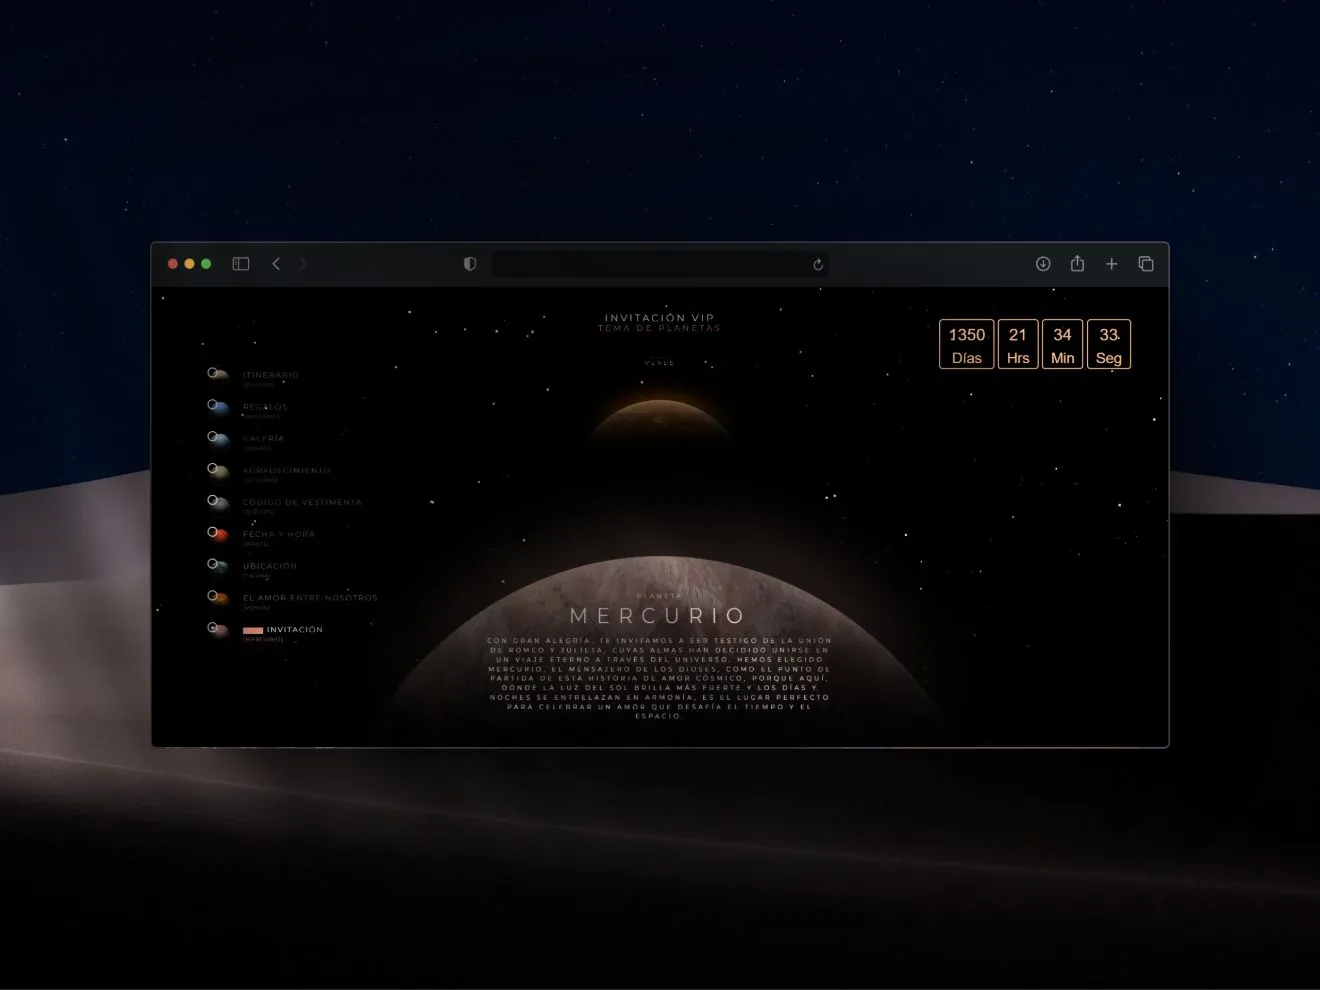 INVITACIÓN VIP
TEMA DE PLANETAS
1350 21 34 33
Días Hrs Min Seg
VENUS
ITINERARIO
REGALOS
GALERÍA
AGRADECIMIENTO
CÓDIGO DE VESTIMENTA
FECHA Y HORA
UBICACIÓN
EL AMOR ENTRE NOSOTROS
(VENUS)
INVITACIÓN
(MERCURIO)
PLANETA
MERCURIO
CON GRAN ALEGRÍA, TE INVITAMOS A SER TESTIGO DE LA UNIÓN
DE ROMEO Y JULIETA, CUYAS ALMAS HAN DECIDIDO UNIRSE EN
UN VIAJE ETERNO A TRAVÉS DEL UNIVERSO. HEMOS ELEGIDO
MERCURIO, EL MENSAJERO DE LOS DIOSES, COMO EL PUNTO DE
PARTIDA DE ESTA HISTORIA DE AMOR CÓSMICO, PORQUE AQUÍ,
DONDE LA LUZ DEL SOL BRILLA MÁS FUERTE Y LOS DÍAS Y
NOCHES SE ENTRELAZAN EN ARMONÍA, ES EL LUGAR PERFECTO
PARA CELEBRAR UN AMOR QUE DESAFÍA EL TIEMPO Y EL
ESPACIO.